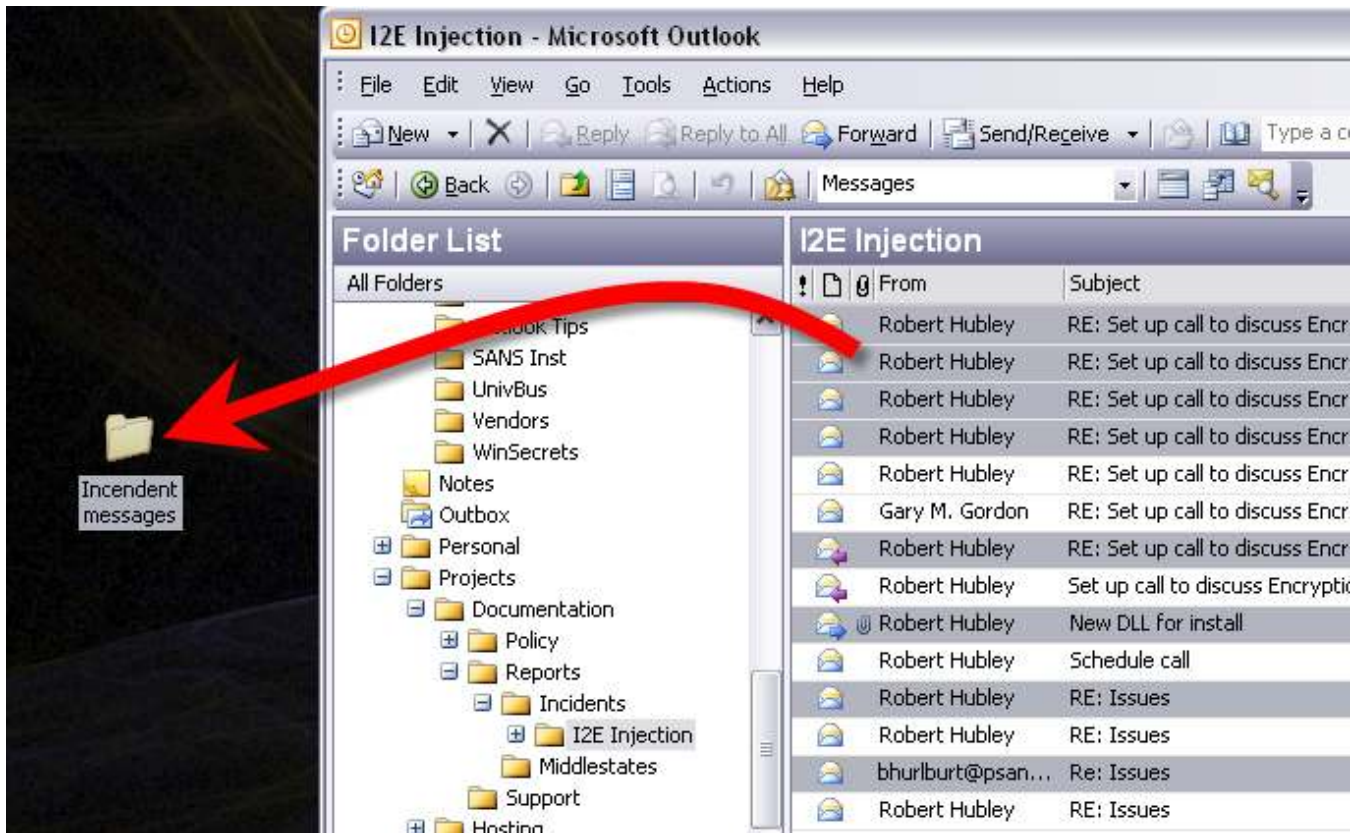 I2E Injection - Microsoft Outlook
File Edit View Go Tools Actions Help
New Reply Reply to All Forward Send/Receive Type a
Back Messages
Folder List
All Folders
Tips
SANS Inst
UnivBus
Vendors
WinSecrets
Notes
Outbox
Personal
Projects
Documentation
Policy
Reports
Incidents
I2E Injection
Middlestates
Support
Hosting
I2E Injection
! From Subject
Robert Hubley RE: Set up call to discuss Encr
Robert Hubley RE: Set up call to discuss Encr
Robert Hubley RE: Set up call to discuss Encr
Robert Hubley RE: Set up call to discuss Encr
Robert Hubley RE: Set up call to discuss Encr
Gary M. Gordon RE: Set up call to discuss Encr
Robert Hubley RE: Set up call to discuss Encr
Robert Hubley Set up call to discuss Encryptio
Robert Hubley New DLL for install
Robert Hubley Schedule call
Robert Hubley RE: Issues
Robert Hubley RE: Issues
bhurlburt@psan... Re: Issues
Robert Hubley RE: Issues
Incendent
messages